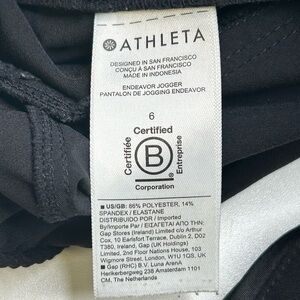 ATHLETA
DESIGNED IN SAN FRANCISCO
CONÇU À SAN FRANCISCO
MADE IN INDONESIA
ENDEAVOR JOGGER
PANTALON DE JOGGING ENDEAVOR
6
Certified
Certifiée
B
Entreprise
Corporation
■ US/GB: 86% POLYESTER, 14%
SPANDEX / ELASTANE
DISTRIBUIDO POR / Imported
By/Importe Par / ΕΙΣΑΓΕΤΑΙ ΑΠΟ ΤΗΝ:
Gap Stores (Ireland) Limited c/o Arthur
Cox, 10 Earlsfort Terrace, Dublin 2, D02
T380, Ireland, Gap (UK Holdings)
Limited, 2nd Floor Nations House, 103
Wigmore Street, London, W1U 1QS, UK
■ Gap (RHC) B.V. Luna ArenA
Herikerbergweg 238 Amsterdam 1101
CM, The Netherlands